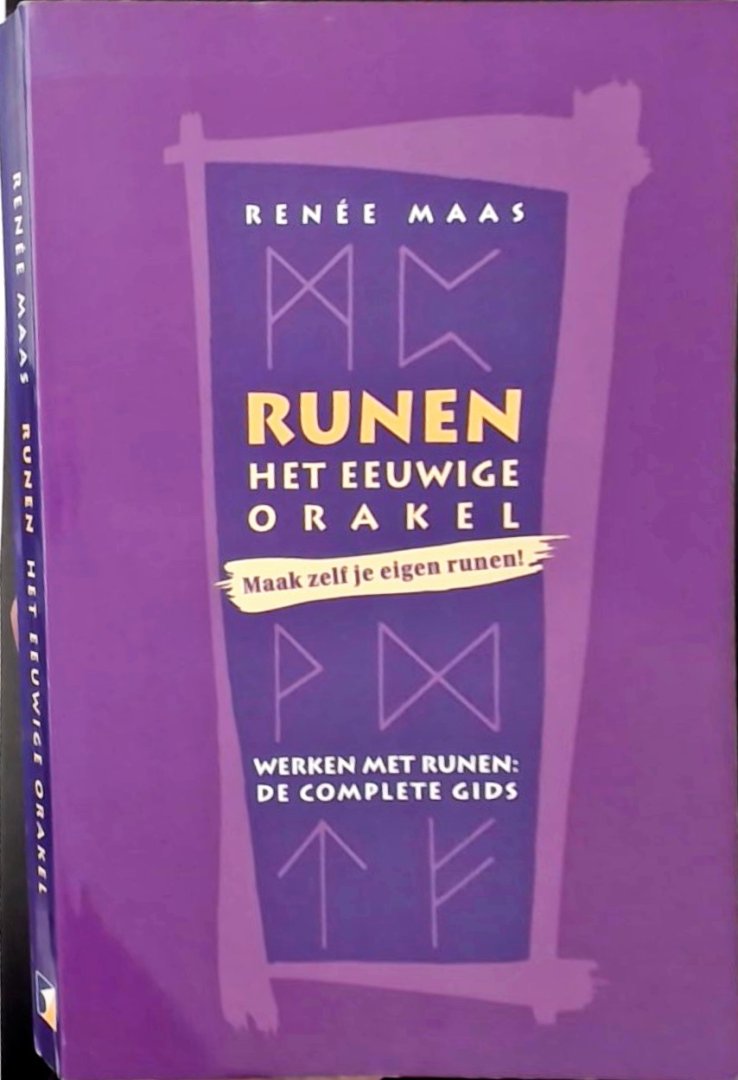 RENÉE MAAS
ᛗ ᛈ
RUNEN
HET EEUWIGE
ORAKEL
Maak zelf je eigen runen!
ᚹ ᛞ
WERKEN MET RUNEN:
DE COMPLETE GIDS
ᛏ ᚠ
RENÉE MAAS RUNEN HET EEUWIGE ORAKEL